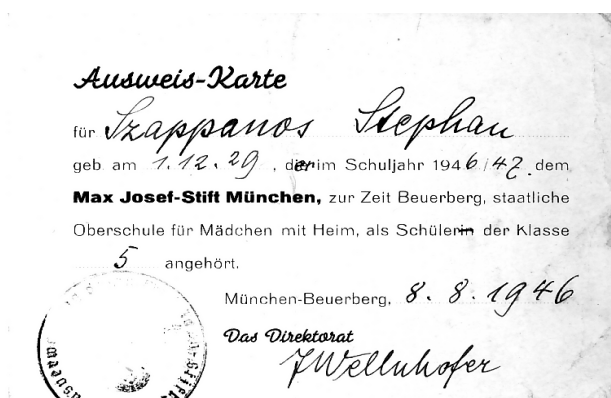 Ausweis-Karte
für Szappanos Stephan
geb am 1.12.29, der im Schuljahr 1946/47 dem
Max Josef-Stift München, zur Zeit Beuerberg, staatliche
Oberschule für Mädchen mit Heim, als Schülerin der Klasse
5 angehört.
München-Beuerberg, 8. 8. 1946
Das Direktorat
JWellnhofer